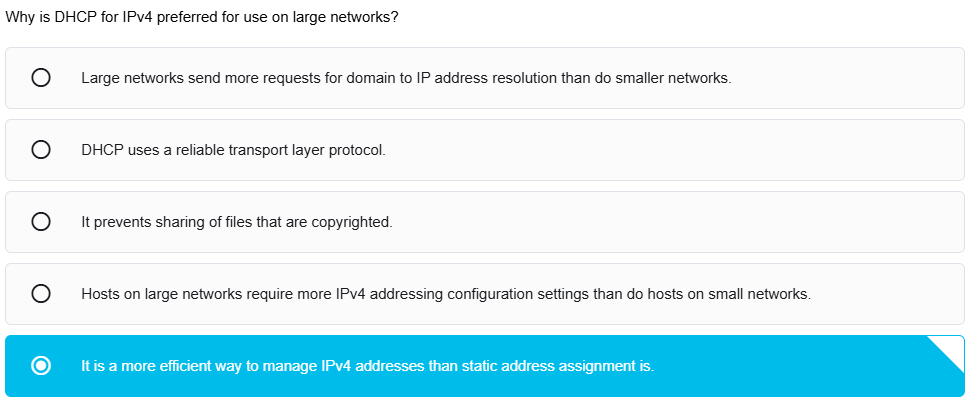 Why is DHCP for IPv4 preferred for use on large networks?
Large networks send more requests for domain to IP address resolution than do smaller networks.
DHCP uses a reliable transport layer protocol.
It prevents sharing of files that are copyrighted.
Hosts on large networks require more IPv4 addressing configuration settings than do hosts on small networks.
It is a more efficient way to manage IPv4 addresses than static address assignment is.